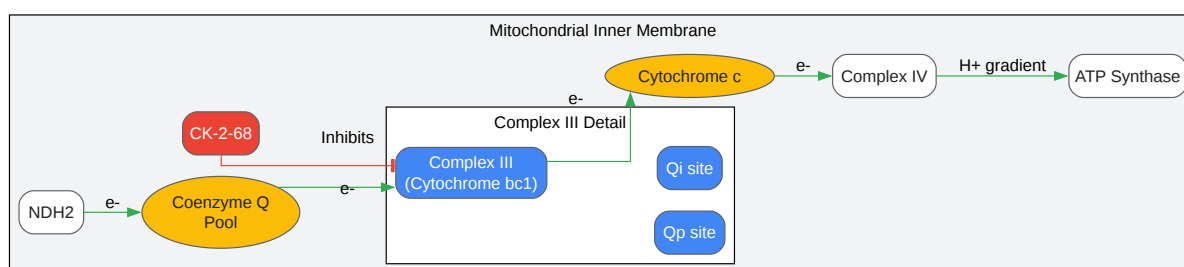 Mitochondrial Inner Membrane
NDH2
e-
Coenzyme Q
Pool
CK-2-68
Inhibits
e-
Complex III Detail
Complex III
(Cytochrome bc1)
Qi site
Qp site
e-
Cytochrome c
e-
Complex IV
H+ gradient
ATP Synthase